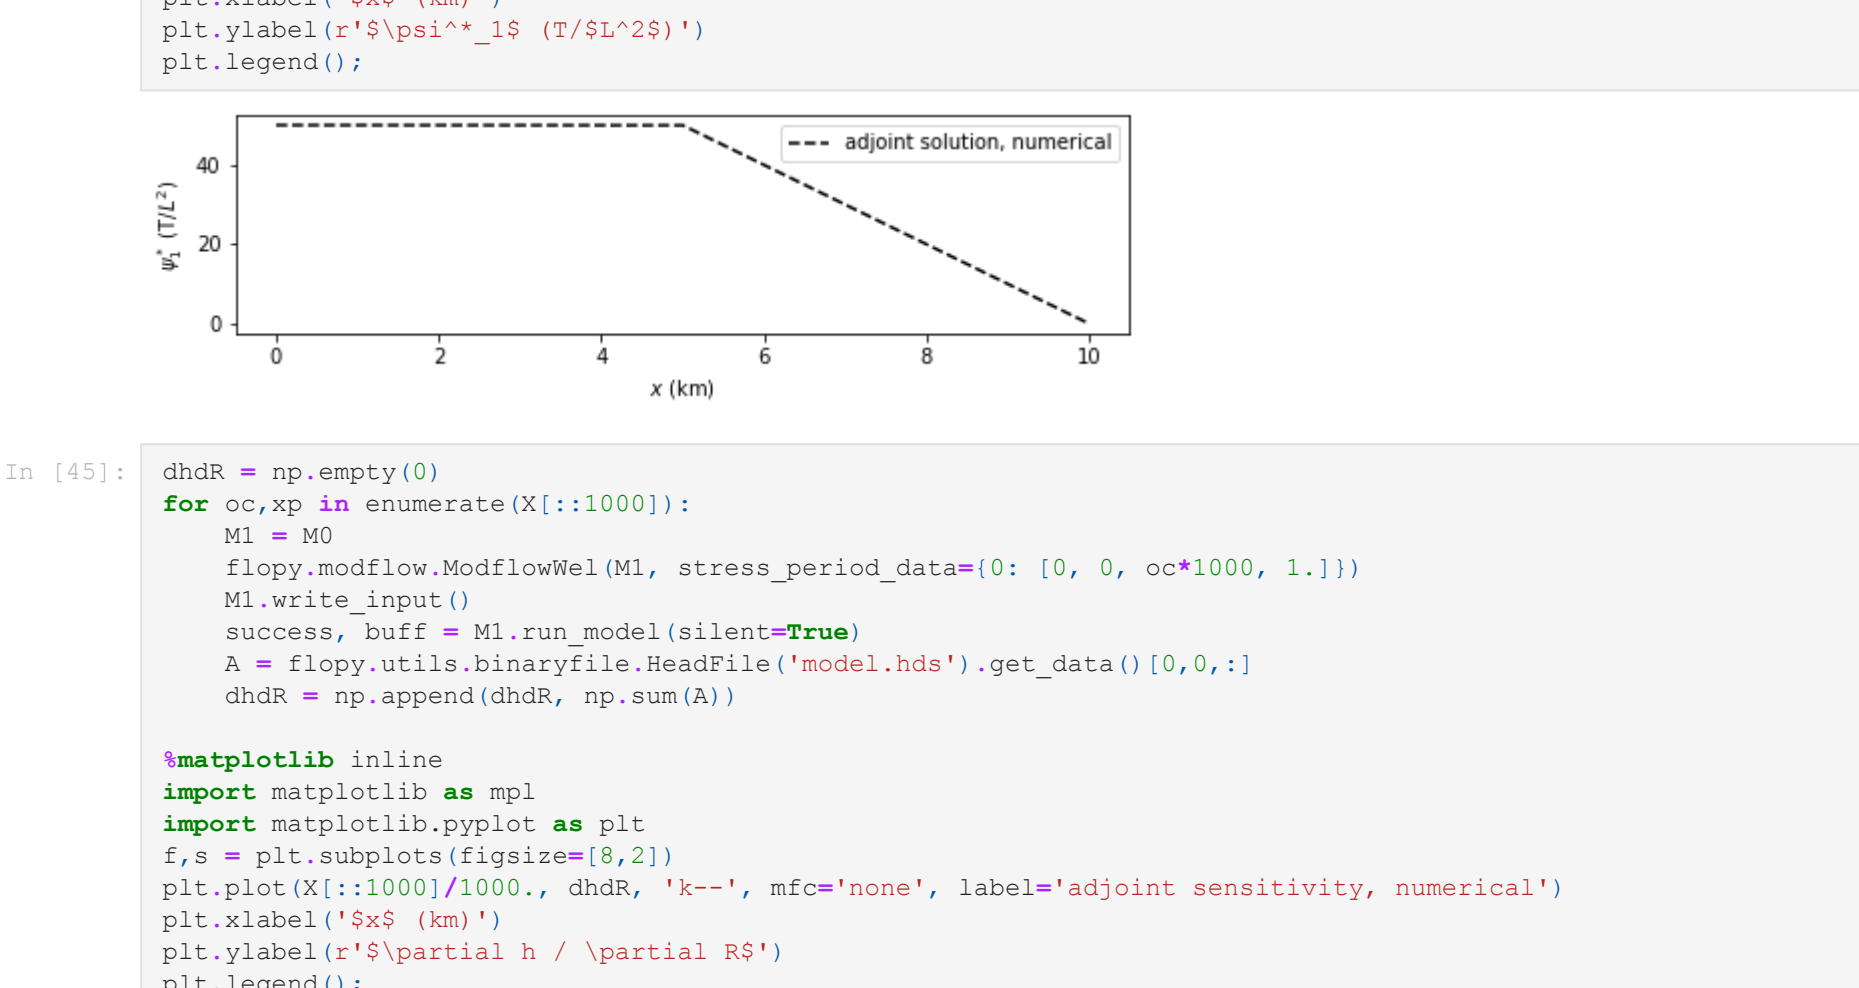 plt.xlabel('$x$ (km)')
plt.ylabel(r'$\psi^*_1$ (T/$L^2$)')
plt.legend();
adjoint solution, numerical
40
20
0
ψ*1 (T/L2)
0 2 4 6 8 10
x (km)
In [45]:
dhdR = np.empty(0)
for oc,xp in enumerate(X[::1000]):
    M1 = M0
    flopy.modflow.ModflowWel(M1, stress_period_data={0: [0, 0, oc*1000, 1.]})
    M1.write_input()
    success, buff = M1.run_model(silent=True)
    A = flopy.utils.binaryfile.HeadFile('model.hds').get_data()[0,0,:]
    dhdR = np.append(dhdR, np.sum(A))
%matplotlib inline
import matplotlib as mpl
import matplotlib.pyplot as plt
f,s = plt.subplots(figsize=[8,2])
plt.plot(X[::1000]/1000., dhdR, 'k--', mfc='none', label='adjoint sensitivity, numerical')
plt.xlabel('$x$ (km)')
plt.ylabel(r'$\partial h / \partial R$')
plt.legend();